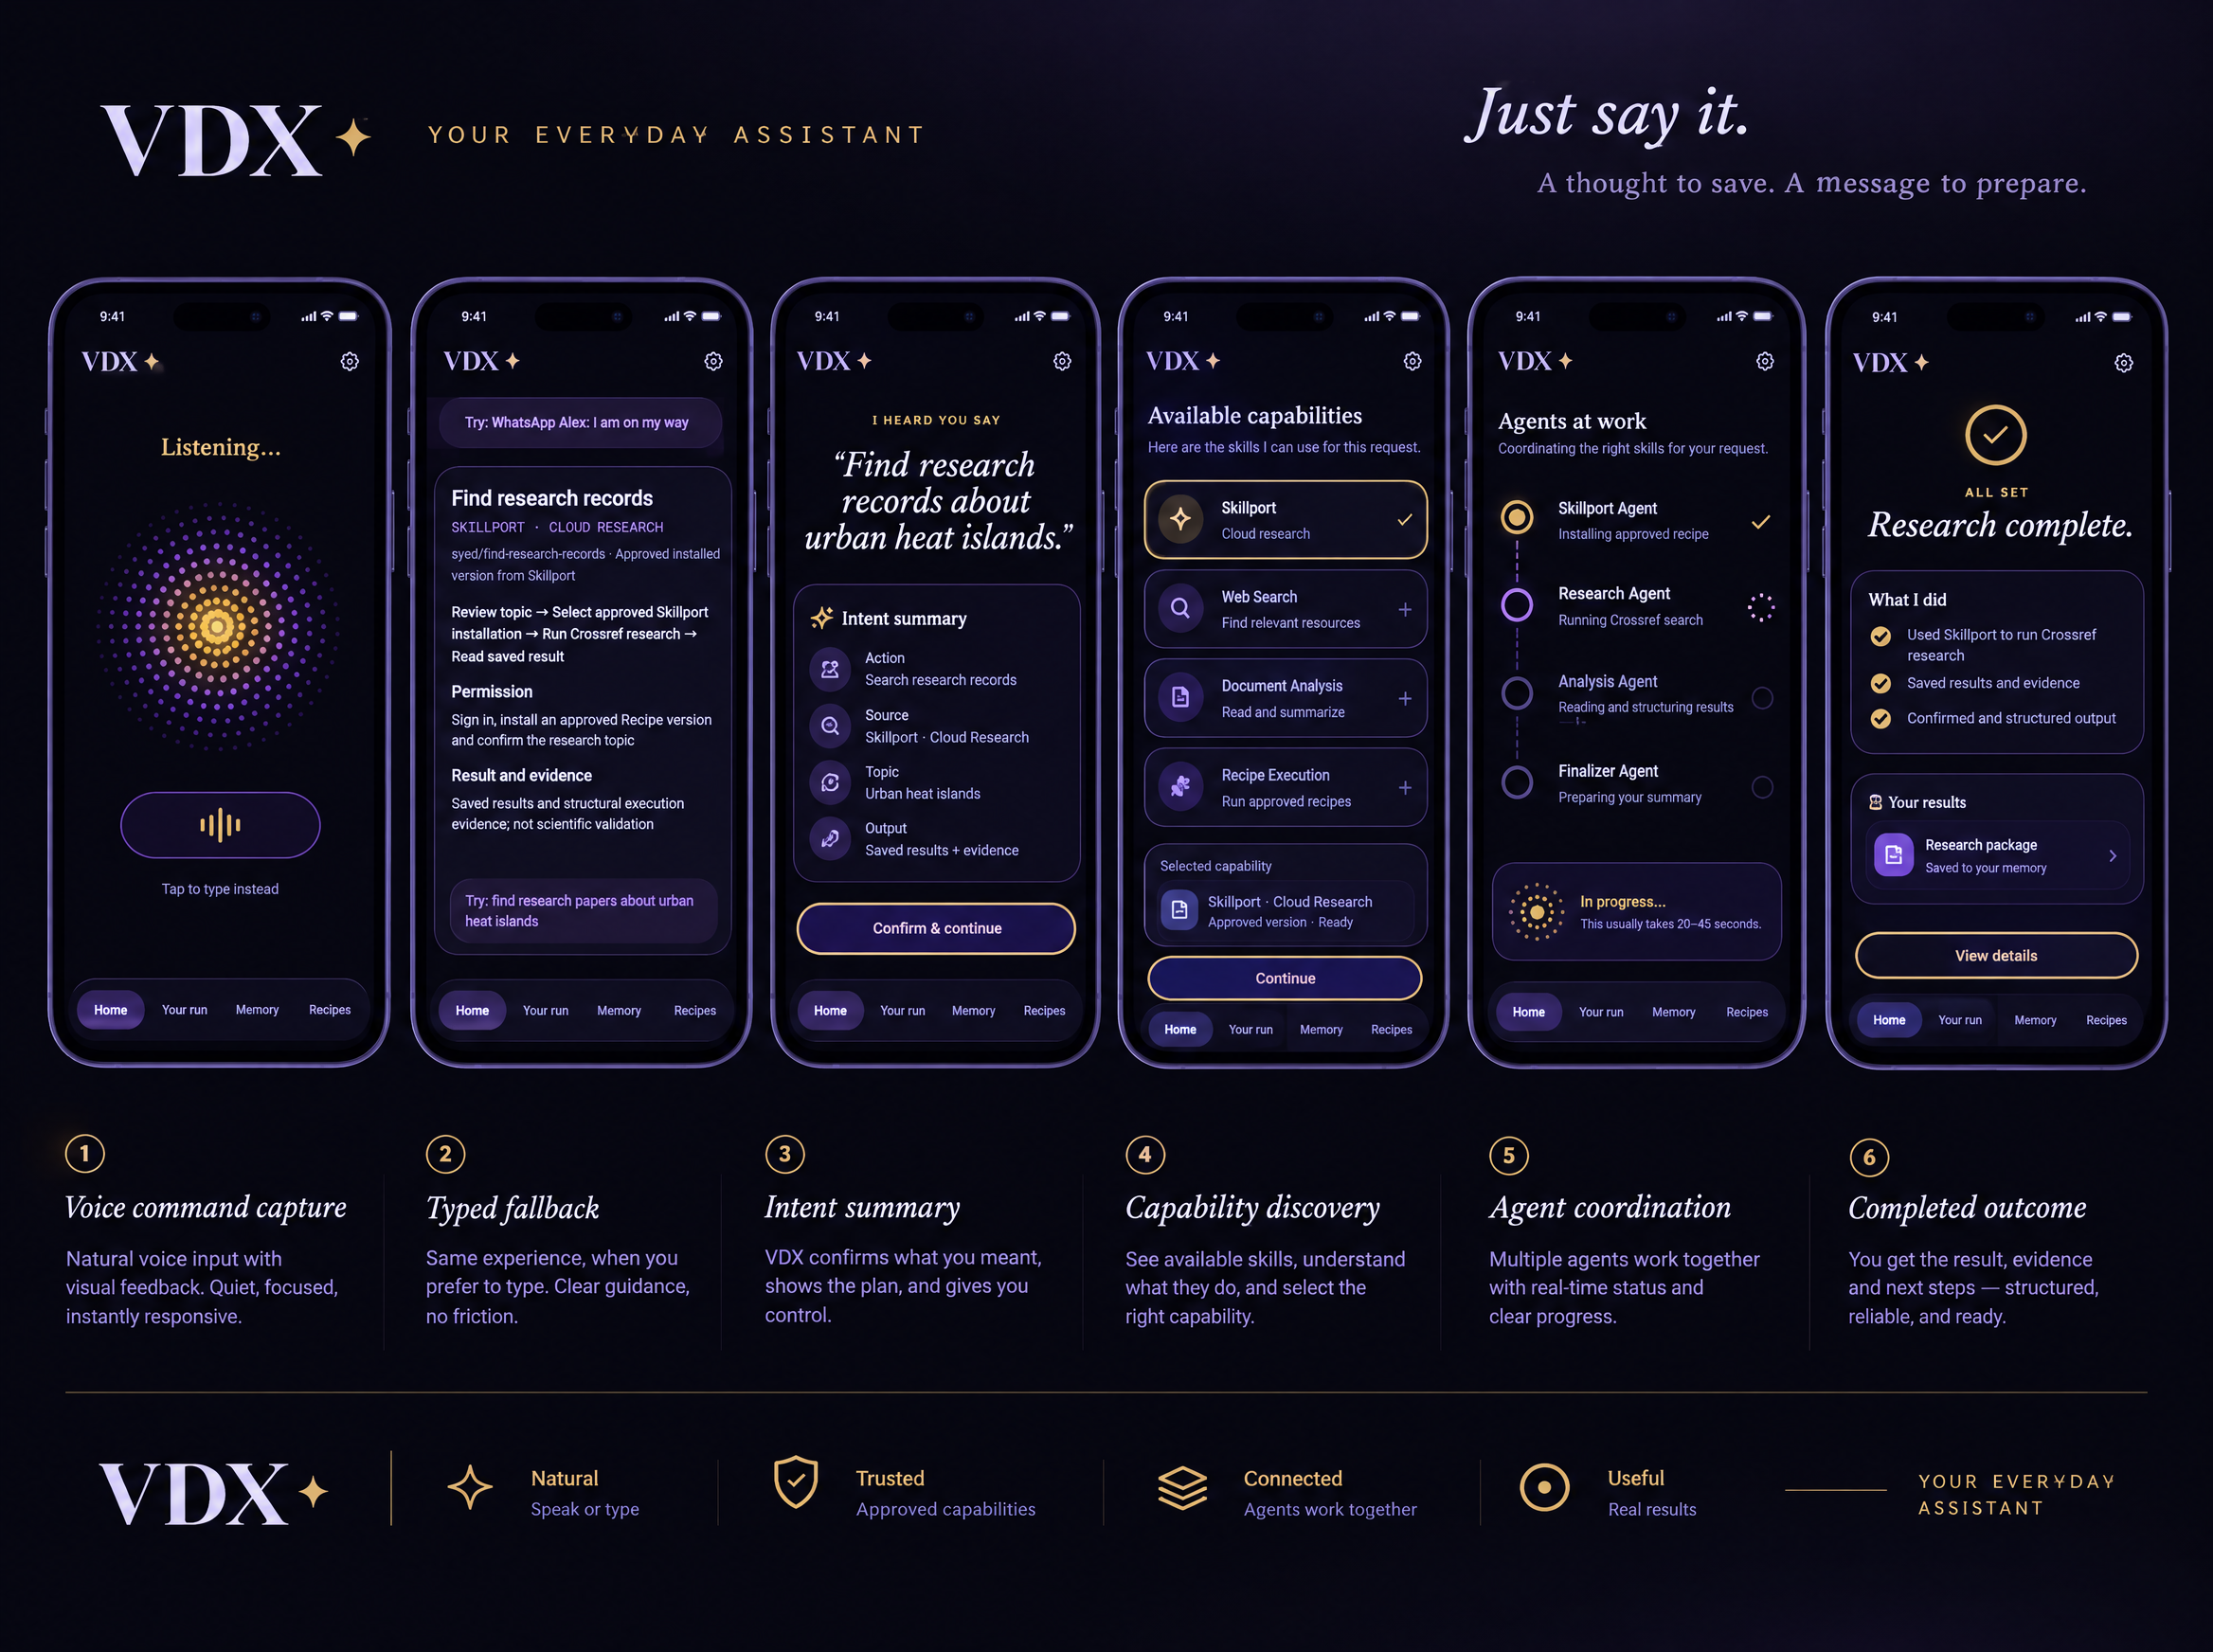 VDX
YOUR EVERYDAY ASSISTANT
Just say it.
A thought to save. A message to prepare.
9:41
VDX
Listening...
Tap to type instead
Home
Your run
Memory
Recipes
9:41
VDX
Try: WhatsApp Alex: I am on my way
Find research records
SKILLPORT · CLOUD RESEARCH
syed/find-research-records · Approved installed
version from Skillport
Review topic → Select approved Skillport
installation → Run Crossref research →
Read saved result
Permission
Sign in, install an approved Recipe version
and confirm the research topic
Result and evidence
Saved results and structural execution
evidence; not scientific validation
Try: find research papers about urban
heat islands
Home
Your run
Memory
Recipes
9:41
VDX
I HEARD YOU SAY
“Find research
records about
urban heat islands.”
Intent summary
Action
Search research records
Source
Skillport · Cloud Research
Topic
Urban heat islands
Output
Saved results + evidence
Confirm & continue
Home
Your run
Memory
Recipes
9:41
VDX
Available capabilities
Here are the skills I can use for this request.
Skillport
Cloud research
Web Search
Find relevant resources
Document Analysis
Read and summarize
Recipe Execution
Run approved recipes
Selected capability
Skillport · Cloud Research
Approved version · Ready
Continue
Home
Your run
Memory
Recipes
9:41
VDX
Agents at work
Coordinating the right skills for your request.
Skillport Agent
Installing approved recipe
Research Agent
Running Crossref search
Analysis Agent
Reading and structuring results
Finalizer Agent
Preparing your summary
In progress...
This usually takes 20–45 seconds.
Home
Your run
Memory
Recipes
9:41
VDX
ALL SET
Research complete.
What I did
Used Skillport to run Crossref
research
Saved results and evidence
Confirmed and structured output
Your results
Research package
Saved to your memory
View details
Home
Your run
Memory
Recipes
1
Voice command capture
Natural voice input with
visual feedback. Quiet, focused,
instantly responsive.
2
Typed fallback
Same experience, when you
prefer to type. Clear guidance,
no friction.
3
Intent summary
VDX confirms what you meant,
shows the plan, and gives you
control.
4
Capability discovery
See available skills, understand
what they do, and select the
right capability.
5
Agent coordination
Multiple agents work together
with real-time status and
clear progress.
6
Completed outcome
You get the result, evidence
and next steps — structured,
reliable, and ready.
VDX
Natural
Speak or type
Trusted
Approved capabilities
Connected
Agents work together
Useful
Real results
YOUR EVERYDAY
ASSISTANT